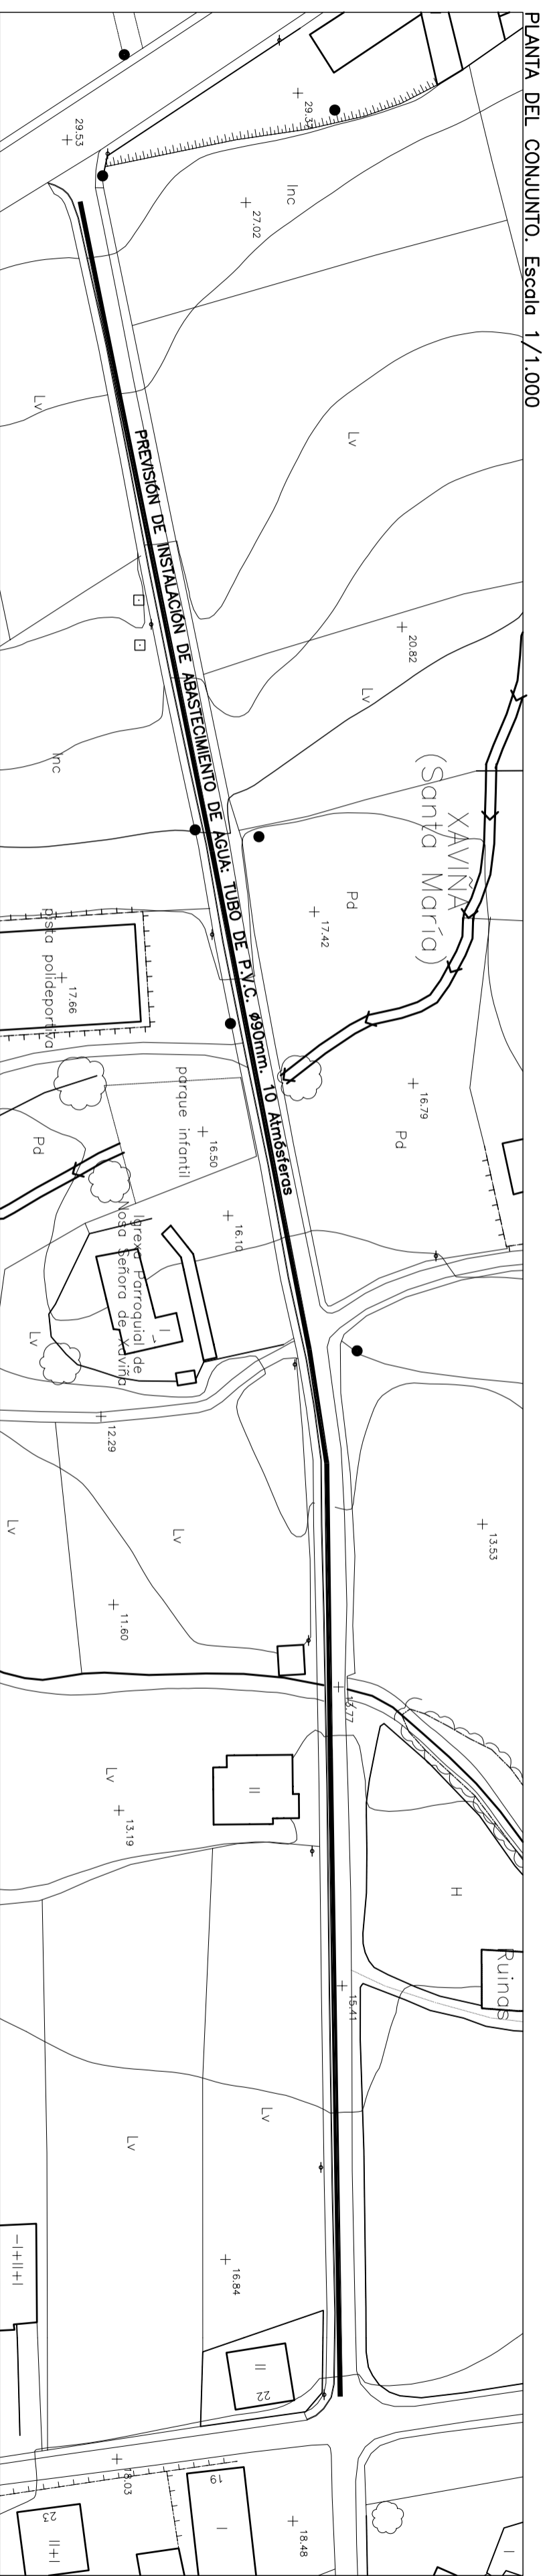 PLANTA DEL CONJUNTO. Escala 1/1.000
29.53
29.3
Inc
27.02
Lv
Lv
PREVISIÓN DE INSTALACIÓN DE ABASTECIMIENTO DE AGUA: TUBO DE P.V.C. ø90mm. 10 Atmósferas
20.82
Lv
Inc
XAVIÑA
(Santa María)
Pd
17.42
pista polideportiva
17.66
16.79
Pd
parque infantil
16.50
Pd
16.10
Igrexa Parroquial de
Nosa Señora de Xaviña
I
Lv
12.29
13.53
Lv
Lv
11.60
13.77
Lv
II
13.19
H
Ruinas
15.41
Lv
Lv
-I+II+I
16.84
II
22
18.03
19
I
18.48
23
II+I
I